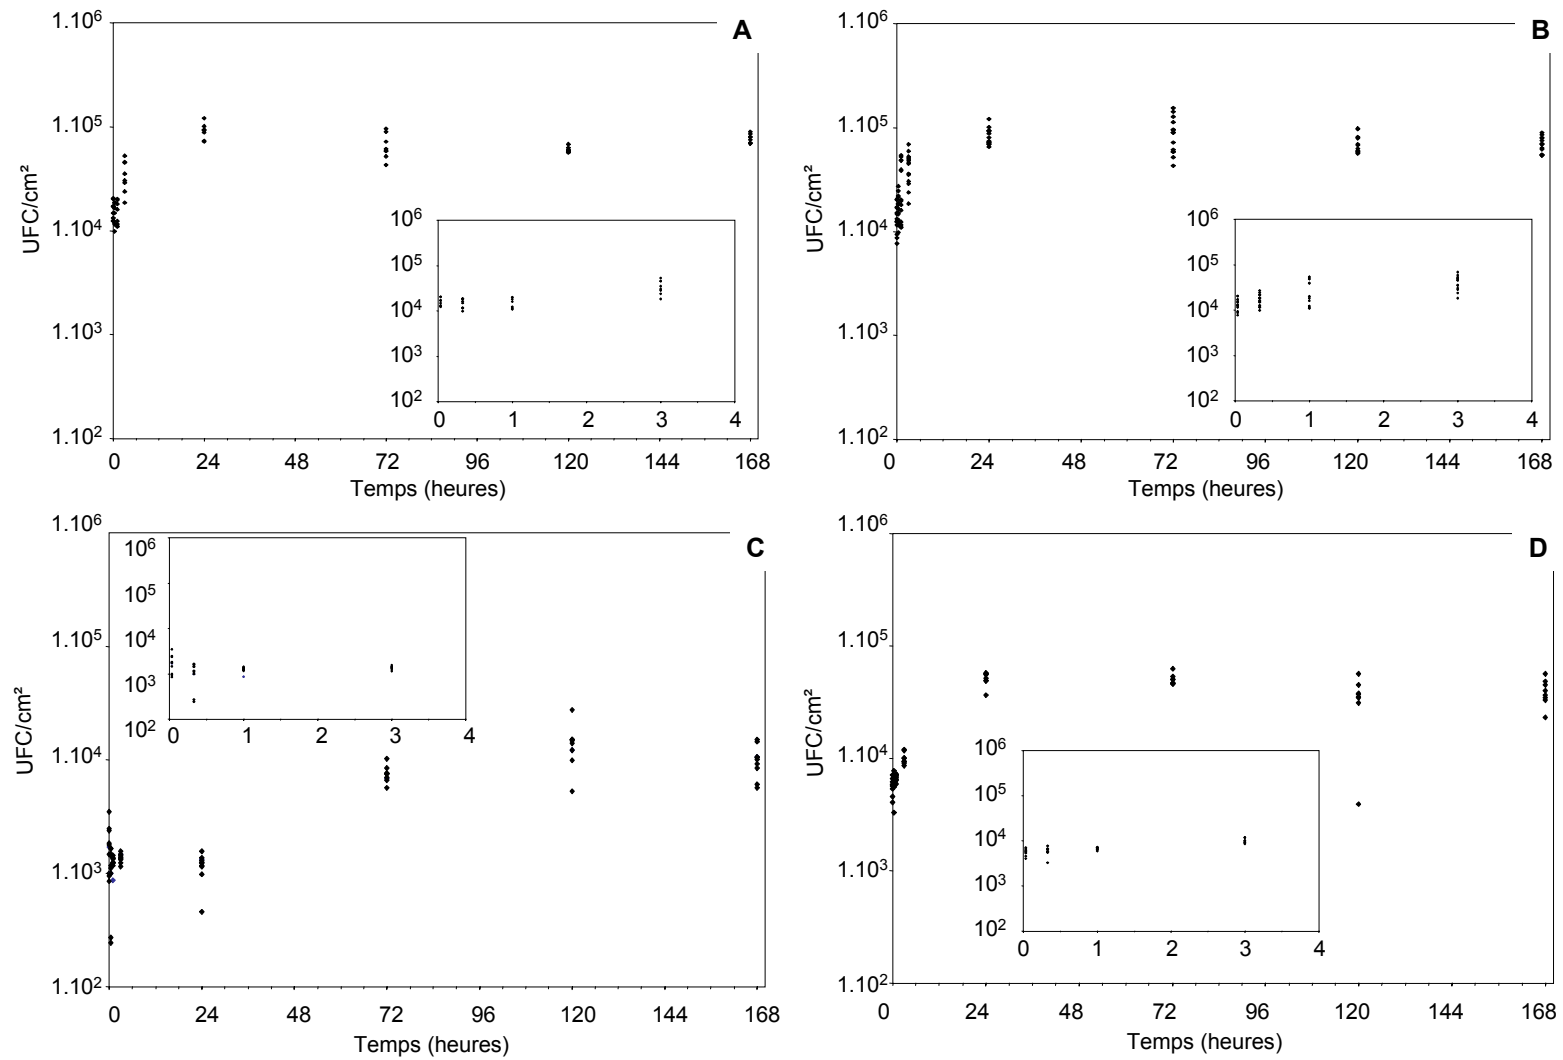 A
1.10⁶
1.10⁵
1.10⁴
1.10³
1.10²
UFC/cm²
0 24 48 72 96 120 144 168
Temps (heures)
10⁶
10⁵
10⁴
10³
10²
0 1 2 3 4
B
1.10⁶
1.10⁵
1.10⁴
1.10³
1.10²
UFC/cm²
0 24 48 72 96 120 144 168
Temps (heures)
10⁶
10⁵
10⁴
10³
10²
0 1 2 3 4
C
1.10⁶
1.10⁵
1.10⁴
1.10³
1.10²
UFC/cm²
0 24 48 72 96 120 144 168
Temps (heures)
10⁶
10⁵
10⁴
10³
10²
0 1 2 3 4
D
1.10⁶
1.10⁵
1.10⁴
1.10³
1.10²
UFC/cm²
0 24 48 72 96 120 144 168
Temps (heures)
10⁶
10⁵
10⁴
10³
10²
0 1 2 3 4